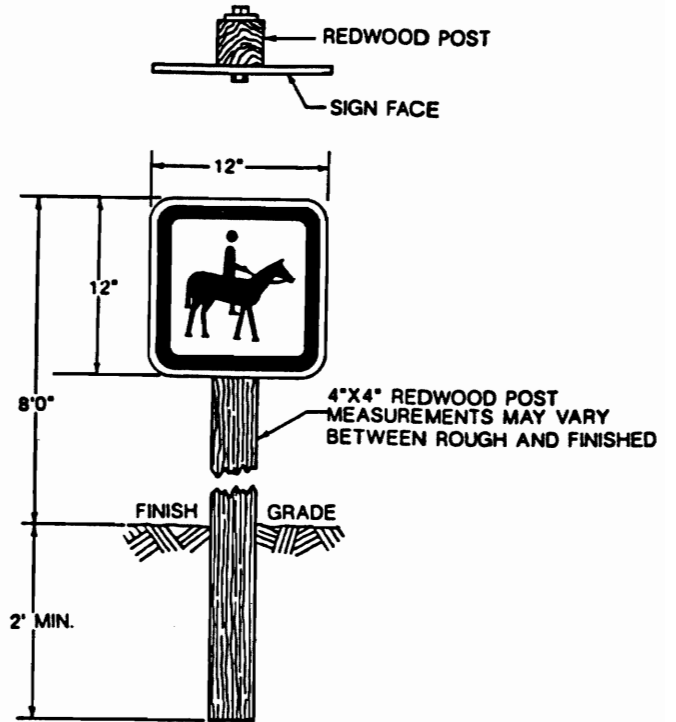 REDWOOD POST
SIGN FACE
12"
12"
8'0"
4"X4" REDWOOD POST
MEASUREMENTS MAY VARY
BETWEEN ROUGH AND FINISHED
FINISH GRADE
2' MIN.